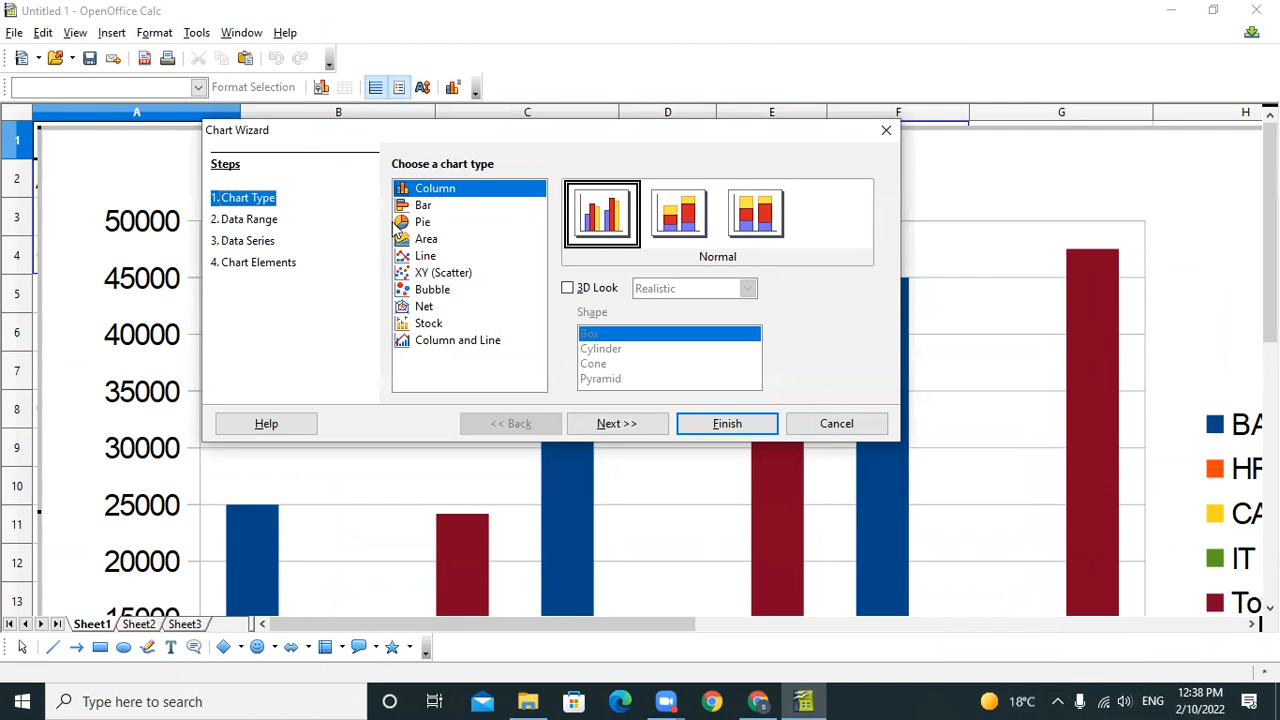 Untitled 1 - OpenOffice Calc
File Edit View Insert Format Tools Window Help
Format Selection
A B C D E F G H
1
2
3
4
5
6
7
8
9
10
11
12
13
Chart Wizard
Steps
1.Chart Type
2.Data Range
3.Data Series
4.Chart Elements
Choose a chart type
Column
Bar
Pie
Area
Line
XY (Scatter)
Bubble
Net
Stock
Column and Line
Normal
3D Look Realistic
Shape
Box
Cylinder
Cone
Pyramid
Help << Back Next >> Finish Cancel
50000
45000
40000
35000
30000
25000
20000
15000
BA
HR
CA
IT
To
Sheet1 Sheet2 Sheet3
Type here to search
18°C ENG 12:38 PM
2/10/2022